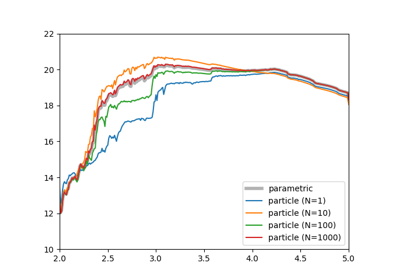 22
20
18
16
14
12
10
2.0 2.5 3.0 3.5 4.0 4.5 5.0
parametric
particle (N=1)
particle (N=10)
particle (N=100)
particle (N=1000)